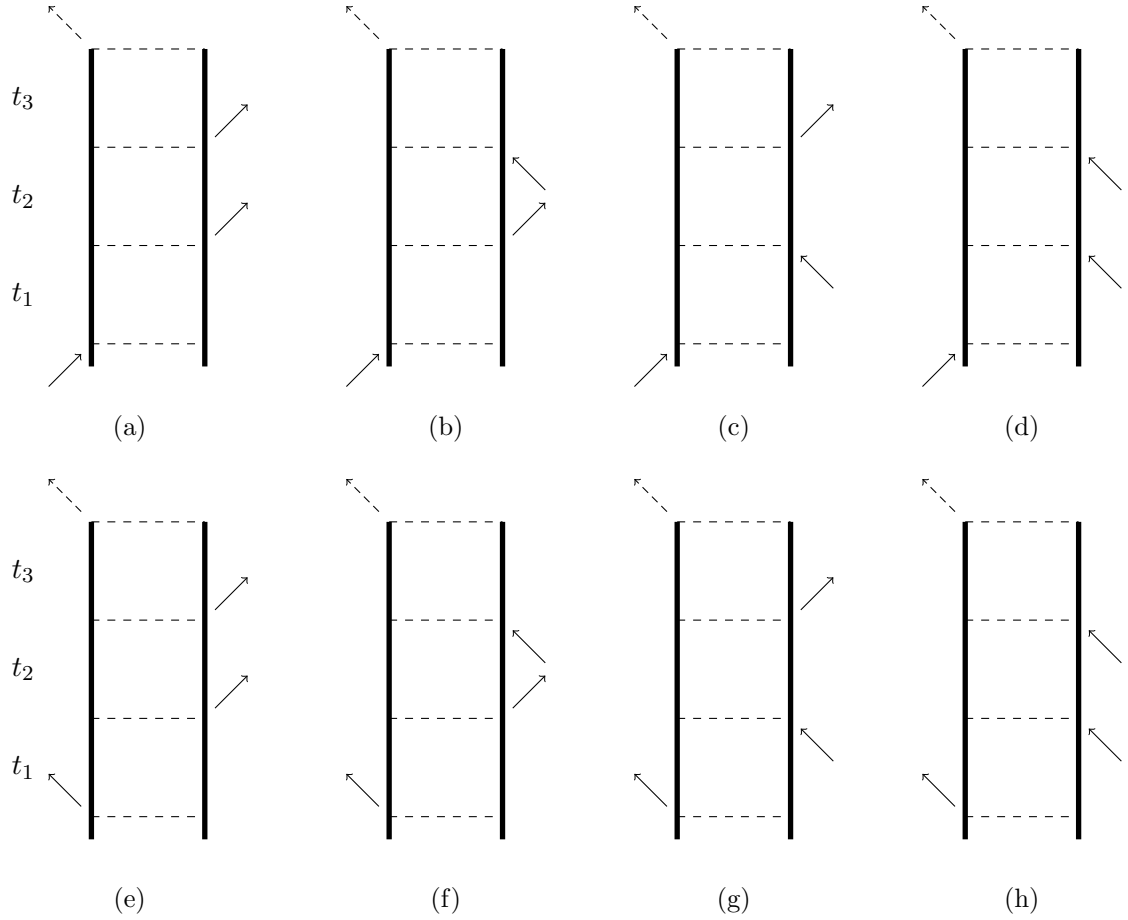 t₃
t₂
t₁
(a) (b) (c) (d)
t₃
t₂
t₁
(e) (f) (g) (h)